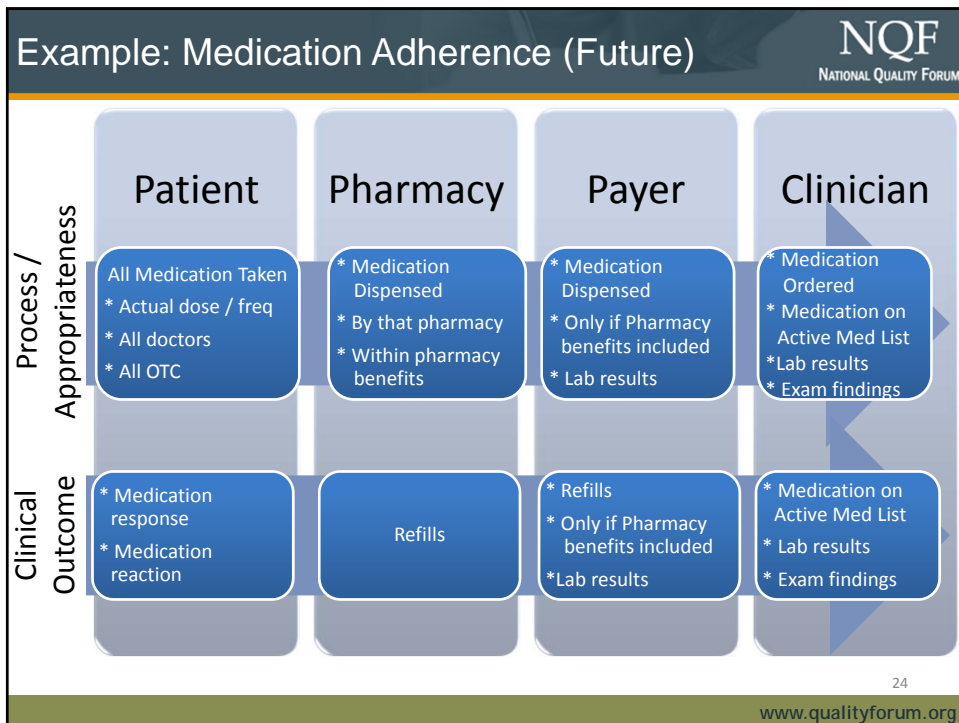 Example: Medication Adherence (Future)
NQF
NATIONAL QUALITY FORUM
Patient
Pharmacy
Payer
Clinician
Process /
Appropriateness
All Medication Taken
* Actual dose / freq
* All doctors
* All OTC
* Medication
Dispensed
* By that pharmacy
* Within pharmacy
benefits
* Medication
Dispensed
* Only if Pharmacy
benefits included
* Lab results
* Medication
Ordered
* Medication on
Active Med List
*Lab results
* Exam findings
Clinical
Outcome
* Medication
response
* Medication
reaction
Refills
* Refills
* Only if Pharmacy
benefits included
*Lab results
* Medication on
Active Med List
* Lab results
* Exam findings
24
www.qualityforum.org